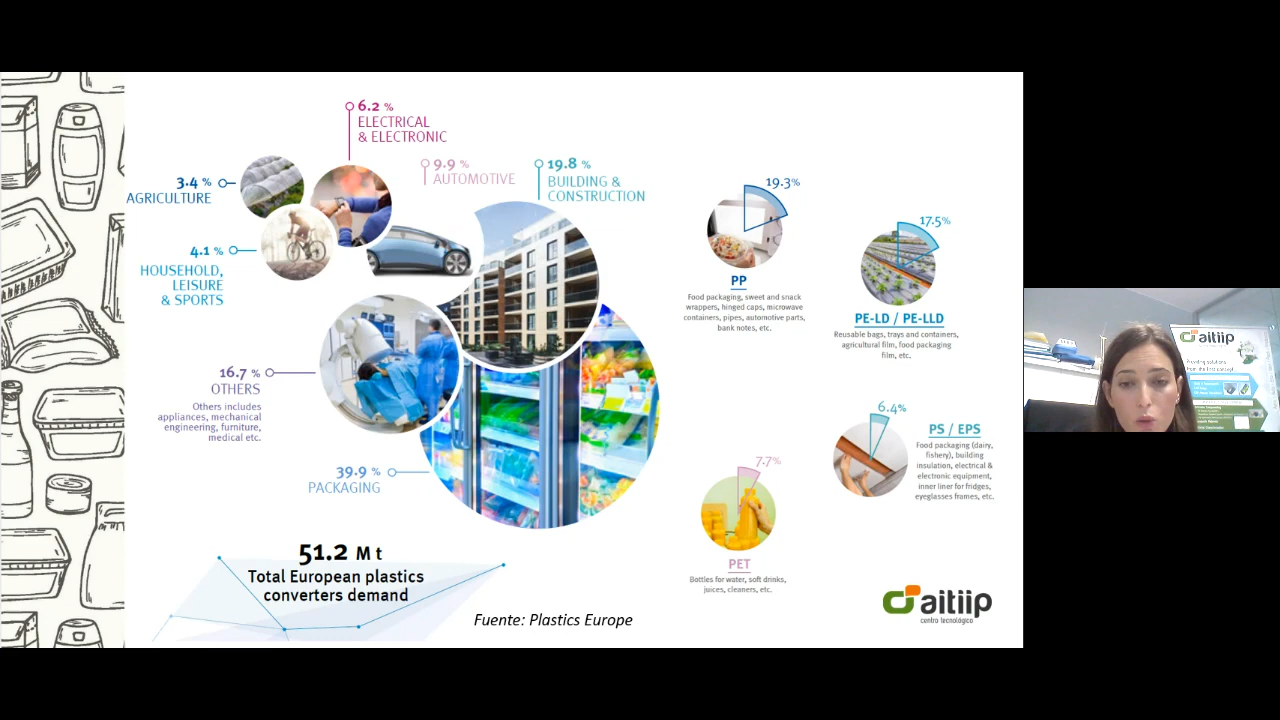 6.2 %
ELECTRICAL
& ELECTRONIC
9.9 %
AUTOMOTIVE
19.8 %
BUILDING &
CONSTRUCTION
3.4 %
AGRICULTURE
4.1 %
HOUSEHOLD,
LEISURE
& SPORTS
16.7 %
OTHERS
Others includes
appliances, mechanical
engineering, furniture,
medical etc.
39.9 %
PACKAGING
51.2 Mt
Total European plastics
converters demand
Fuente: Plastics Europe
19.3%
PP
Food packaging, sweet and snack
wrappers, hinged caps, microwave
containers, pipes, automotive parts,
bank notes, etc.
17.5%
PE-LD / PE-LLD
Reusable bags, trays and containers,
agricultural film, food packaging
film, etc.
6.4%
PS / EPS
Food packaging (dairy,
fishery), building
insulation, electrical &
electronic equipment,
inner liner for fridges,
eyeglasses frames, etc.
7.7%
PET
Bottles for water, soft drinks,
juices, cleaners, etc.
aitiip
centro tecnológico
aitiip